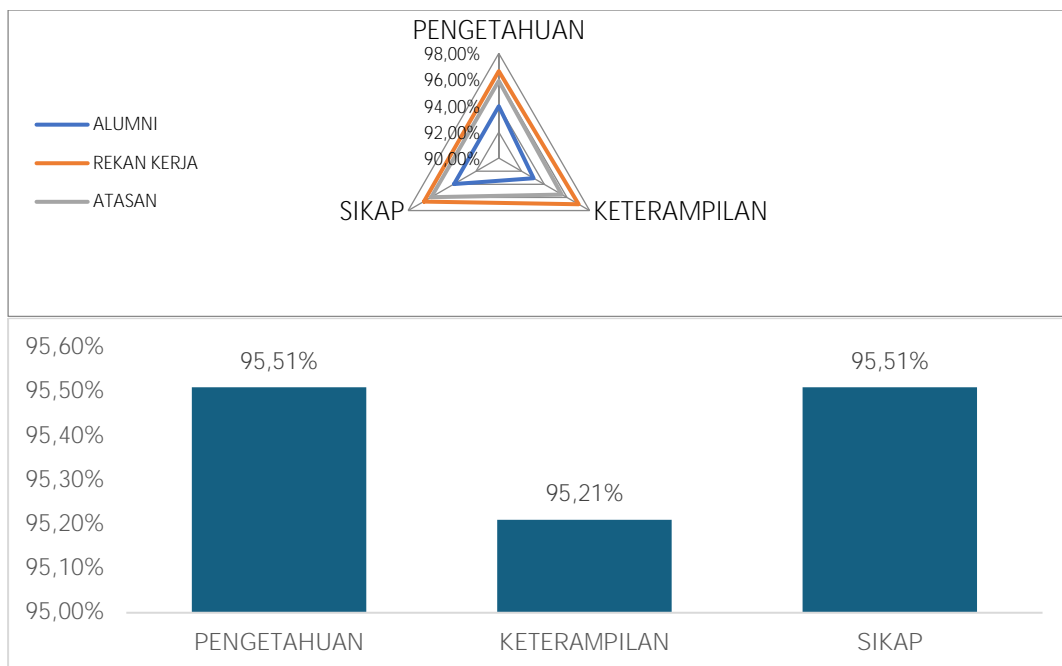 PENGETAHUAN
98,00%
96,00%
94,00%
92,00%
90,00%
ALUMNI
REKAN KERJA
ATASAN
SIKAP
KETERAMPILAN
95,60%
95,50%
95,40%
95,30%
95,20%
95,10%
95,00%
95,51%
95,21%
95,51%
PENGETAHUAN
KETERAMPILAN
SIKAP